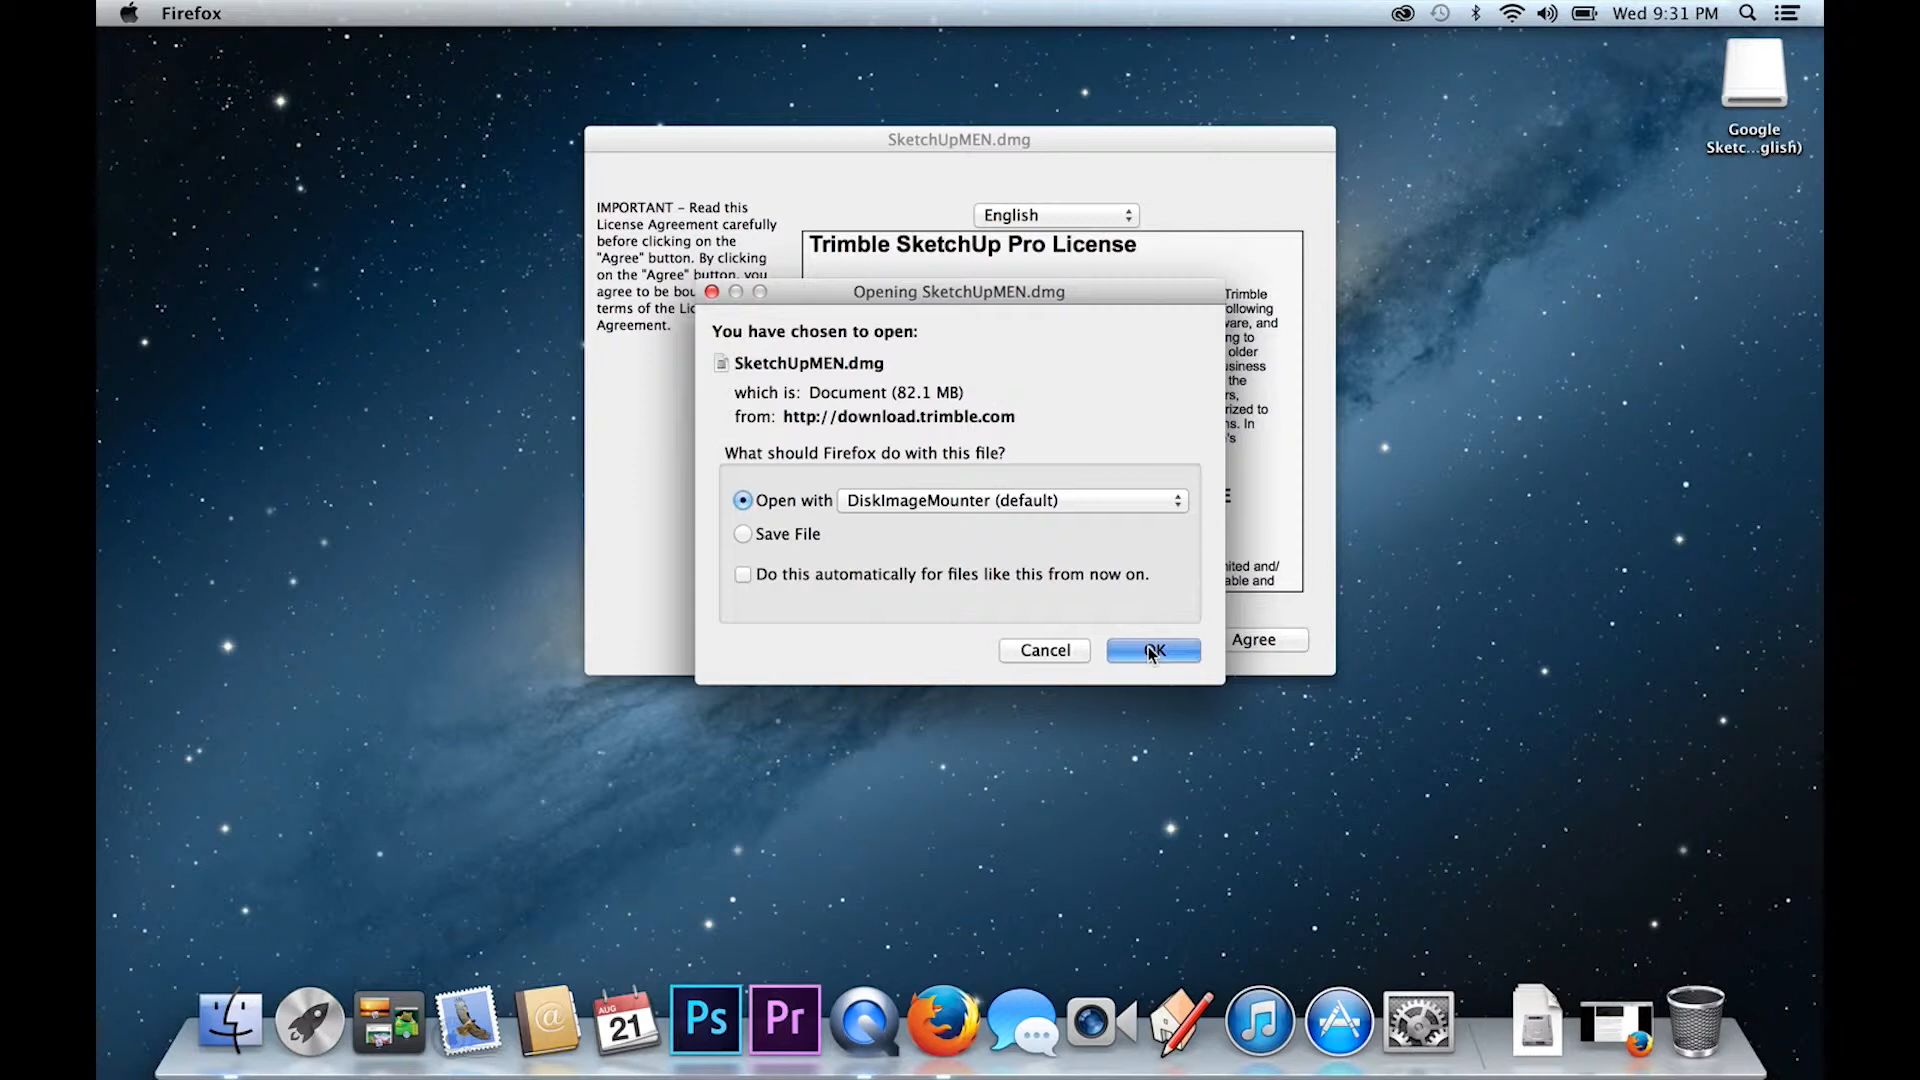 Firefox
Wed 9:31 PM
Google
Sketc...glish)
SketchUpMEN.dmg
IMPORTANT - Read this
License Agreement carefully
before clicking on the
"Agree" button. By clicking
on the "Agree" button, you
agree to be bou
terms of the Lic
Agreement.
English
Trimble SketchUp Pro License
Trimble
ollowing
are, and
ng to
older
siness
the
rs,
rized to
ns. In
's
E
ited and/
able and
Agree
Opening SketchUpMEN.dmg
You have chosen to open:
SketchUpMEN.dmg
which is: Document (82.1 MB)
from: http://download.trimble.com
What should Firefox do with this file?
Open with DiskImageMounter (default)
Save File
Do this automatically for files like this from now on.
Cancel
OK
AUG
21
Ps
Pr